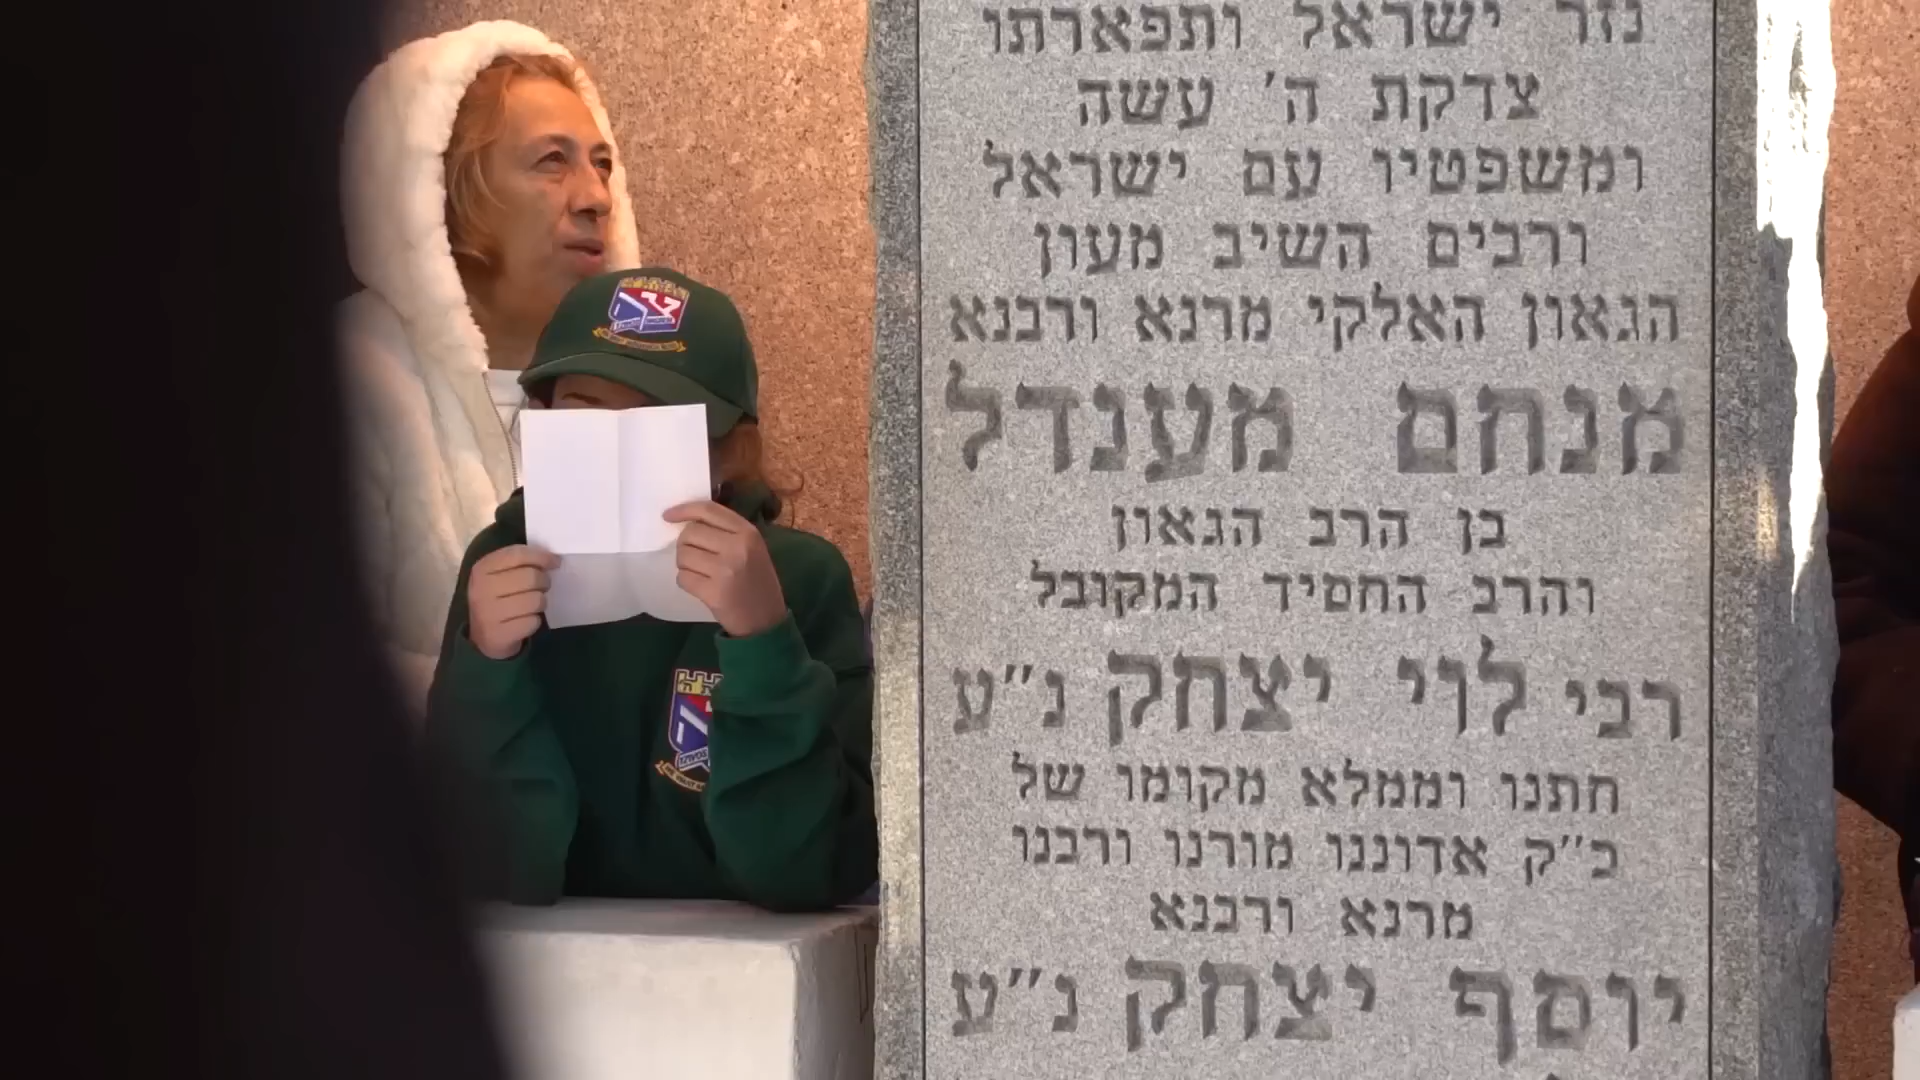 נזר ישראל ותפארתו
צדקת ה' עשה
ומשפטיו עם ישראל
ורבים השיב מעון
הגאון האלקי מרנא ורבנא
מנחם מענדל
בן הרב הגאון
והרב החסיד המקובל
רבי לוי יצחק נ"ע
חתנו וממלא מקומו של
כ"ק אדוננו מורנו ורבנו
מרנא ורבנא
יוסף יצחק נ"ע